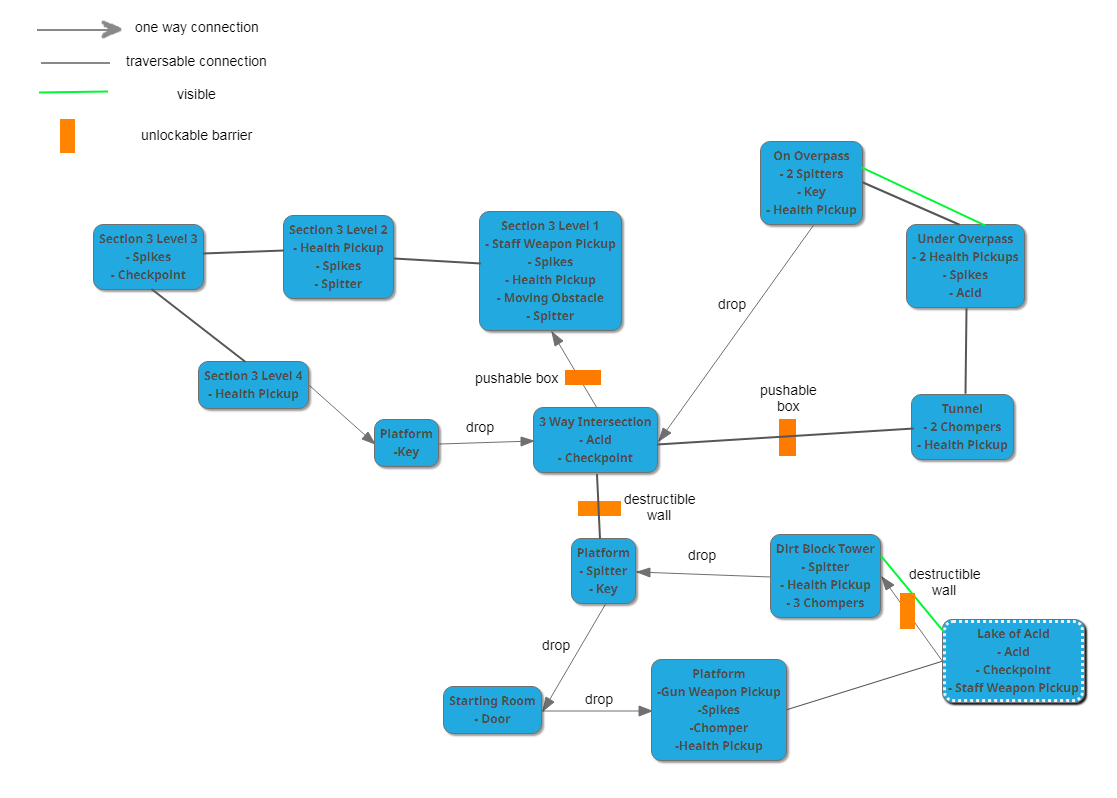 one way connection
traversable connection
visible
unlockable barrier
On Overpass
- 2 Spitters
- Key
- Health Pickup
Section 3 Level 3
- Spikes
- Checkpoint
Section 3 Level 2
- Health Pickup
- Spikes
- Spitter
Section 3 Level 1
- Staff Weapon Pickup
- Spikes
- Health Pickup
- Moving Obstacle
- Spitter
Under Overpass
- 2 Health Pickups
- Spikes
- Acid
drop
Section 3 Level 4
- Health Pickup
pushable box
pushable
box
Platform
-Key
drop
3 Way Intersection
- Acid
- Checkpoint
Tunnel
- 2 Chompers
- Health Pickup
destructible
wall
Platform
- Spitter
- Key
drop
Dirt Block Tower
- Spitter
- Health Pickup
- 3 Chompers
destructible
wall
Lake of Acid
- Acid
- Checkpoint
- Staff Weapon Pickup
drop
Starting Room
- Door
drop
Platform
-Gun Weapon Pickup
-Spikes
-Chomper
-Health Pickup